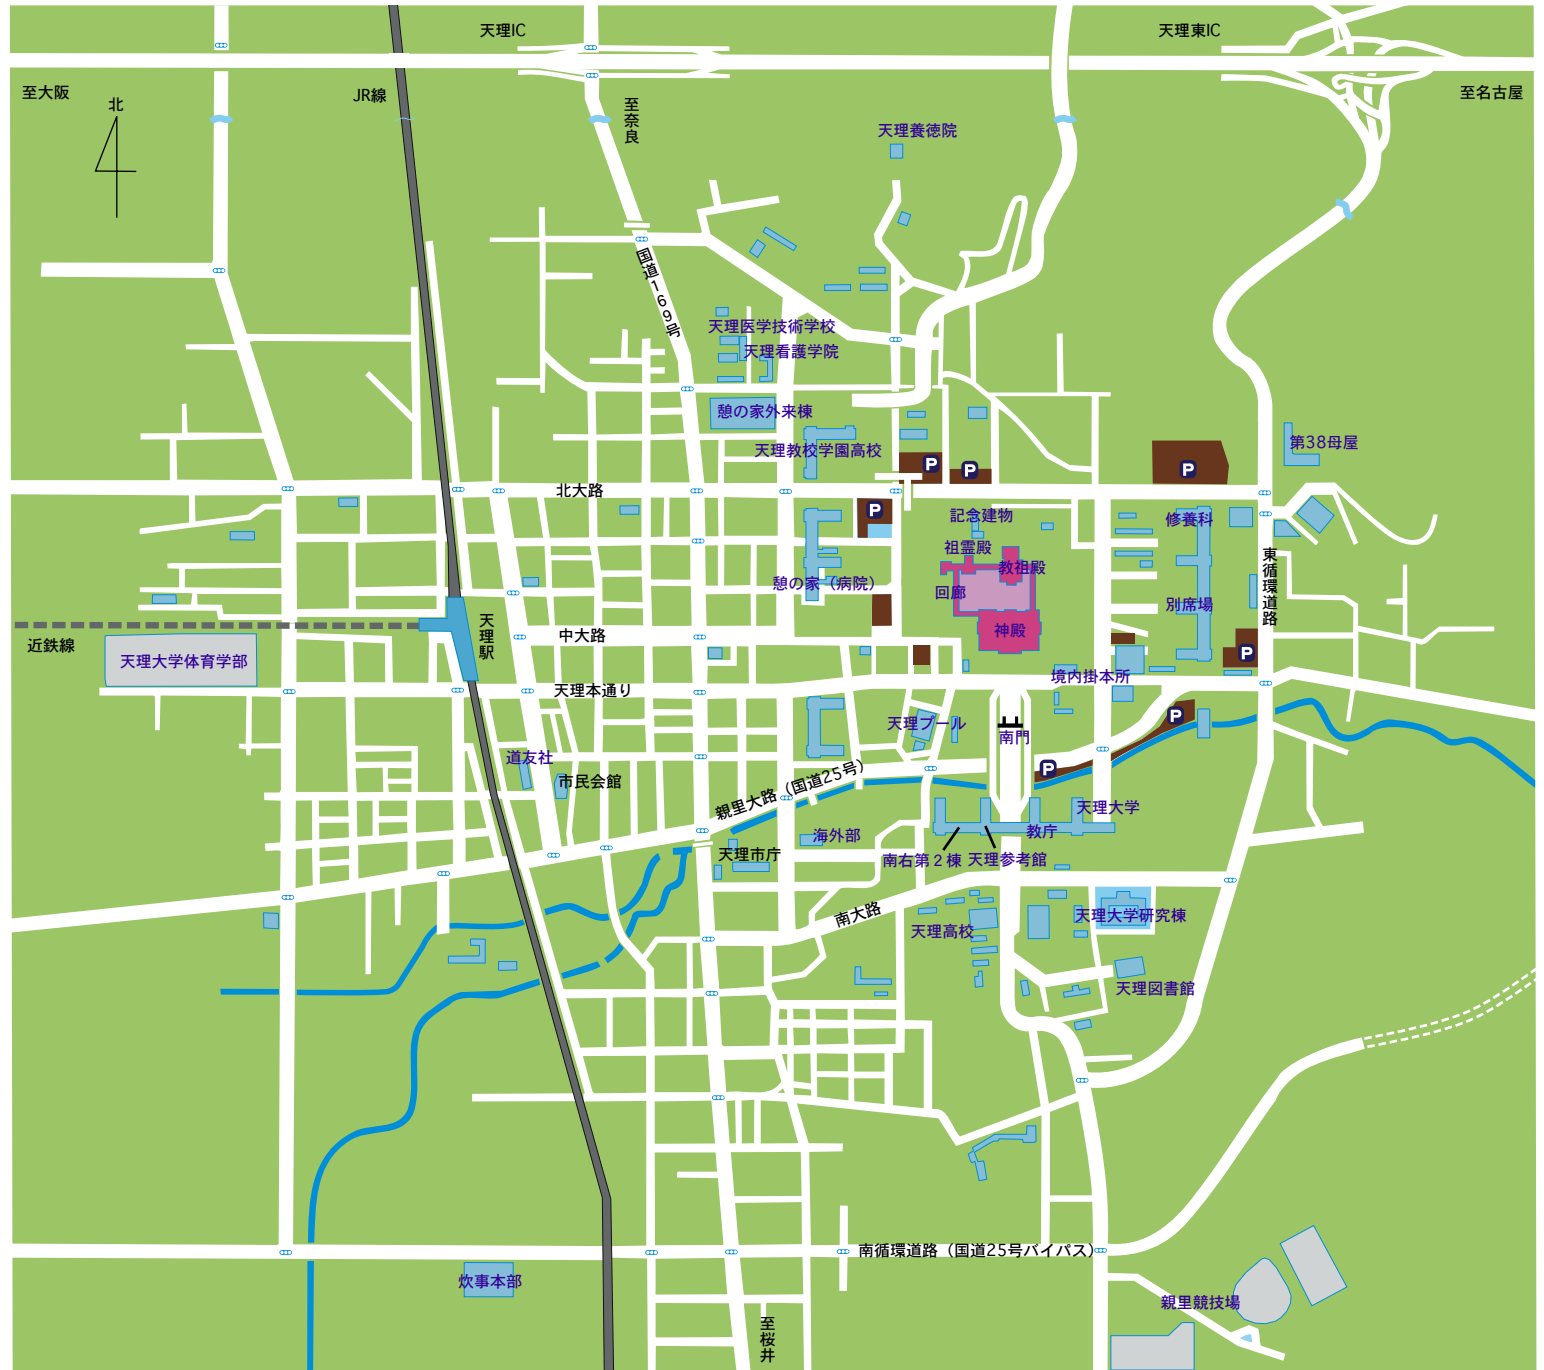 天理IC
天理東IC
至大阪
北
JR線
至奈良
至名古屋
天理養徳院
国道169号
天理医学技術学校
天理看護学院
憩の家外来棟
天理教校学園高校
第38母屋
P
P
P
北大路
P
記念建物
修養科
祖霊殿
教祖殿
東循環道路
憩の家（病院）
回廊
別席場
近鉄線
天理駅
中大路
神殿
天理大学体育学部
P
境内掛本所
天理本通り
P
天理プール
南門
道友社
市民会館
親里大路（国道25号）
P
天理大学
海外部
教庁
天理市庁
南右第２棟
天理参考館
南大路
天理高校
天理大学研究棟
天理図書館
南循環道路（国道25号バイパス）
炊事本部
親里競技場
至桜井